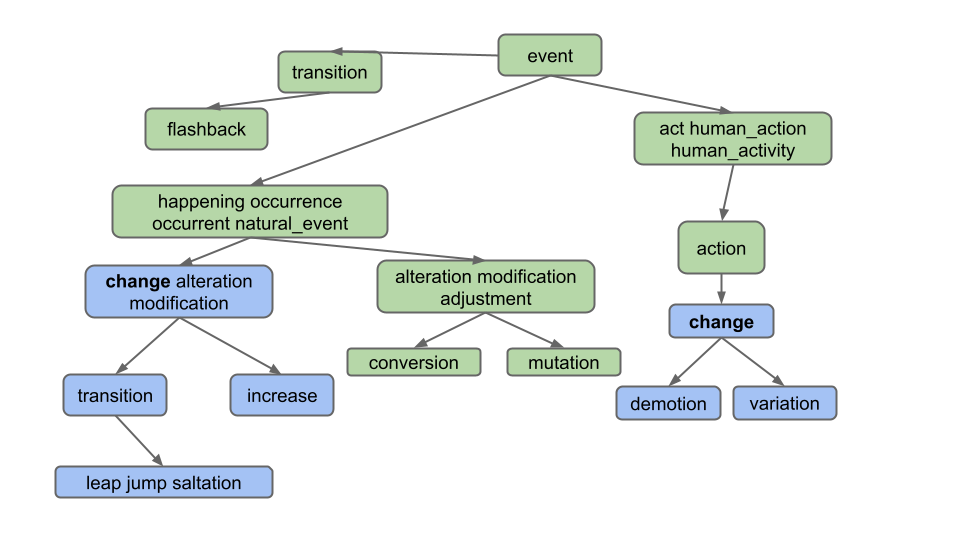 event
transition
flashback
act human_action
human_activity
happening occurrence
occurrent natural_event
action
change alteration
modification
alteration modification
adjustment
change
conversion
mutation
transition
increase
demotion
variation
leap jump saltation